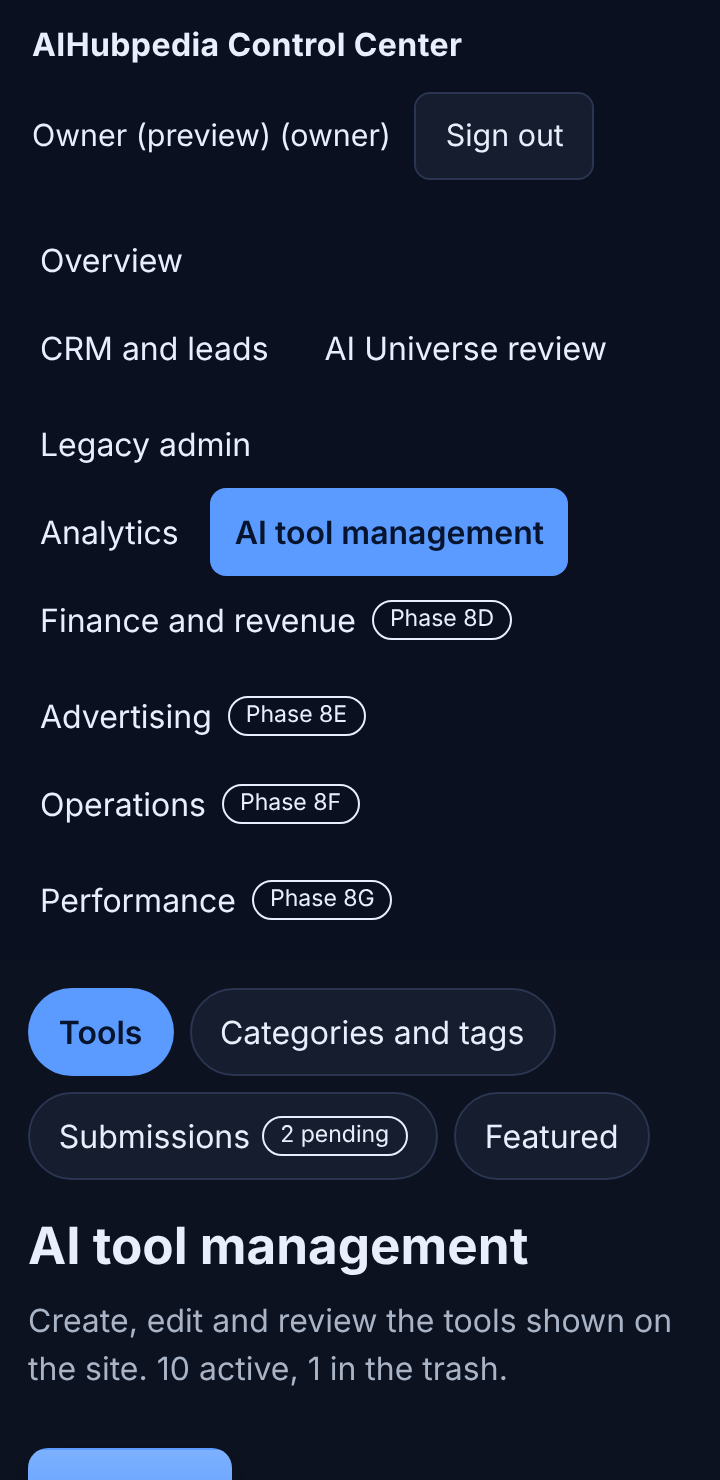 AIHubpedia Control Center
Owner (preview) (owner) Sign out
Overview
CRM and leads AI Universe review
Legacy admin
Analytics AI tool management
Finance and revenue Phase 8D
Advertising Phase 8E
Operations Phase 8F
Performance Phase 8G
Tools Categories and tags
Submissions 2 pending Featured
AI tool management
Create, edit and review the tools shown on
the site. 10 active, 1 in the trash.